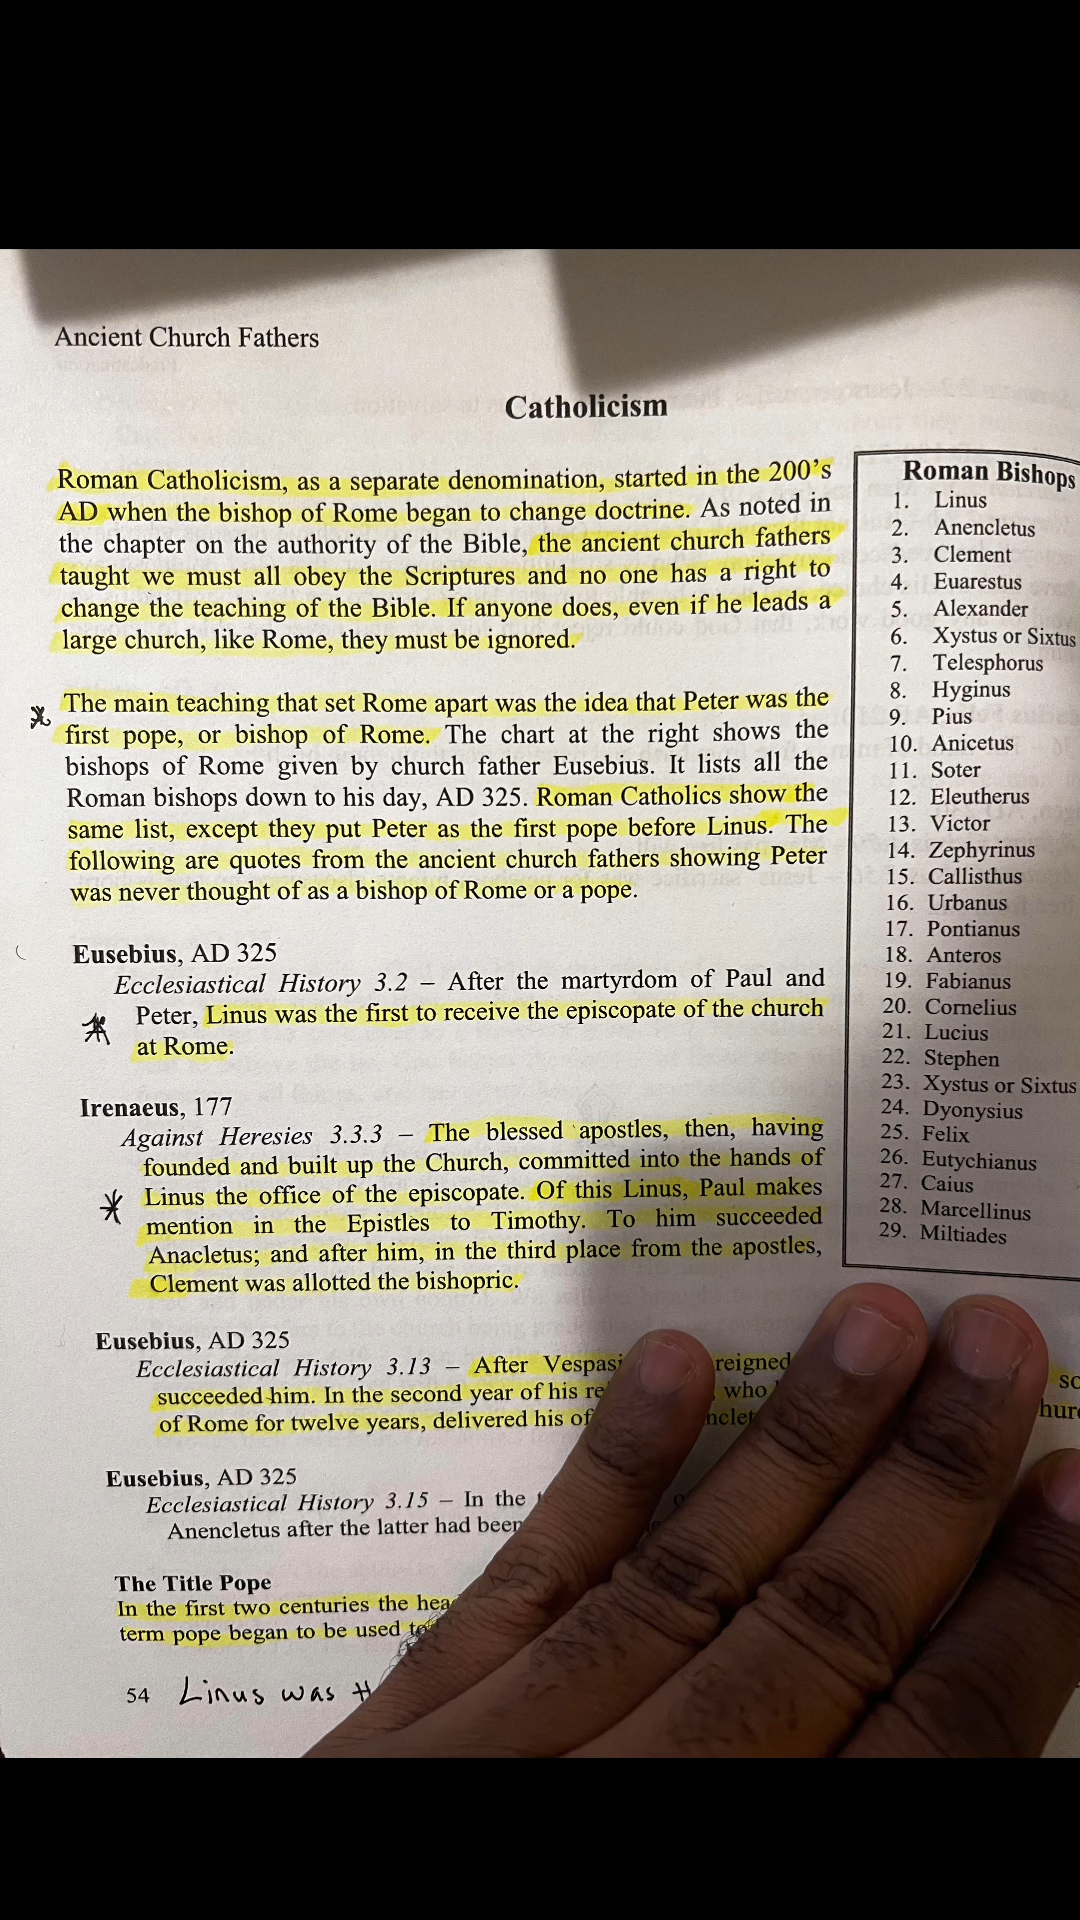 Ancient Church Fathers
Catholicism
Roman Catholicism, as a separate denomination, started in the 200's
AD when the bishop of Rome began to change doctrine. As noted in
the chapter on the authority of the Bible, the ancient church fathers
taught we must all obey the Scriptures and no one has a right to
change the teaching of the Bible. If anyone does, even if he leads a
large church, like Rome, they must be ignored.
The main teaching that set Rome apart was the idea that Peter was the
first pope, or bishop of Rome. The chart at the right shows the
bishops of Rome given by church father Eusebius. It lists all the
Roman bishops down to his day, AD 325. Roman Catholics show the
same list, except they put Peter as the first pope before Linus. The
following are quotes from the ancient church fathers showing Peter
was never thought of as a bishop of Rome or a pope.
Eusebius, AD 325
Ecclesiastical History 3.2 – After the martyrdom of Paul and
Peter, Linus was the first to receive the episcopate of the church
at Rome.
Irenaeus, 177
Against Heresies 3.3.3 – The blessed apostles, then, having
founded and built up the Church, committed into the hands of
Linus the office of the episcopate. Of this Linus, Paul makes
mention in the Epistles to Timothy. To him succeeded
Anacletus; and after him, in the third place from the apostles,
Clement was allotted the bishopric.
Eusebius, AD 325
Ecclesiastical History 3.13 – After reigned
succeeded him. In the second year of his who
of Rome for twelve years, delivered his
Eusebius, AD 325
Ecclesiastical History 3.15 – In the
Anencletus after the latter had been
The Title Pope
In the first two centuries the
term pope began to be used to
54 Linus was
Roman Bishops
1. Linus
2. Anencletus
3. Clement
4. Euarestus
5. Alexander
6. Xystus or Sixtus
7. Telesphorus
8. Hyginus
9. Pius
10. Anicetus
11. Soter
12. Eleutherus
13. Victor
14. Zephyrinus
15. Callisthus
16. Urbanus
17. Pontianus
18. Anteros
19. Fabianus
20. Cornelius
21. Lucius
22. Stephen
23. Xystus or Sixtus
24. Dyonysius
25. Felix
26. Eutychianus
27. Caius
28. Marcellinus
29. Miltiades